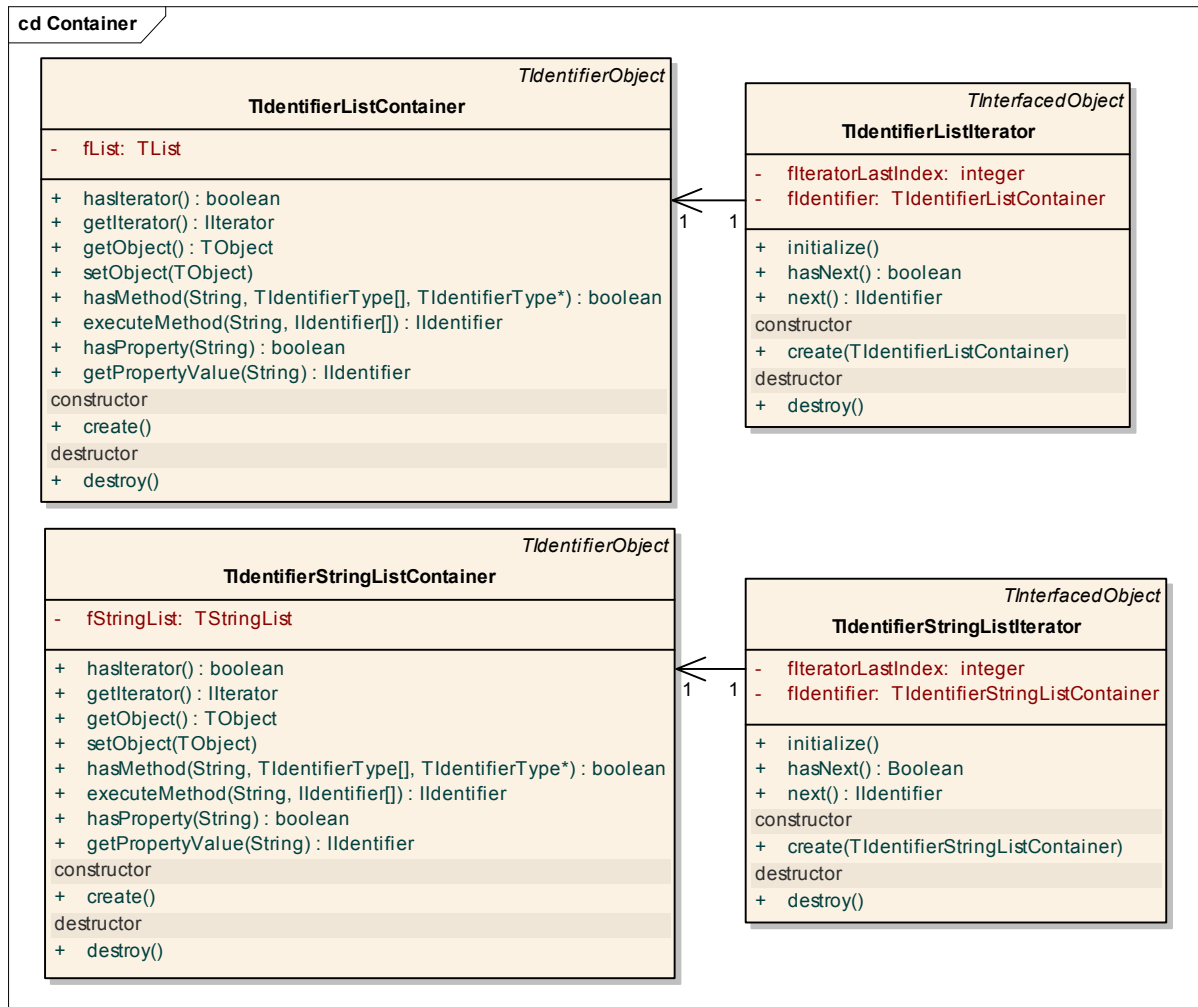 cd Container
TIdentifierObject
TIdentifierListContainer
- fList: TList
+ hasIterator() : boolean
+ getIterator() : IIterator
+ getObject() : TObject
+ setObject(TObject)
+ hasMethod(String, TIdentifierType[], TIdentifierType*) : boolean
+ executeMethod(String, IIdentifier[]) : IIdentifier
+ hasProperty(String) : boolean
+ getPropertyValue(String) : IIdentifier
constructor
+ create()
destructor
+ destroy()
1 1
TInterfacedObject
TIdentifierListIterator
- fIteratorLastIndex: integer
- fIdentifier: TIdentifierListContainer
+ initialize()
+ hasNext() : boolean
+ next() : IIdentifier
constructor
+ create(TIdentifierListContainer)
destructor
+ destroy()
TIdentifierObject
TIdentifierStringListContainer
- fStringList: TStringList
+ hasIterator() : boolean
+ getIterator() : IIterator
+ getObject() : TObject
+ setObject(TObject)
+ hasMethod(String, TIdentifierType[], TIdentifierType*) : boolean
+ executeMethod(String, IIdentifier[]) : IIdentifier
+ hasProperty(String) : boolean
+ getPropertyValue(String) : IIdentifier
constructor
+ create()
destructor
+ destroy()
1 1
TInterfacedObject
TIdentifierStringListIterator
- fIteratorLastIndex: integer
- fIdentifier: TIdentifierStringListContainer
+ initialize()
+ hasNext() : Boolean
+ next() : IIdentifier
constructor
+ create(TIdentifierStringListContainer)
destructor
+ destroy()